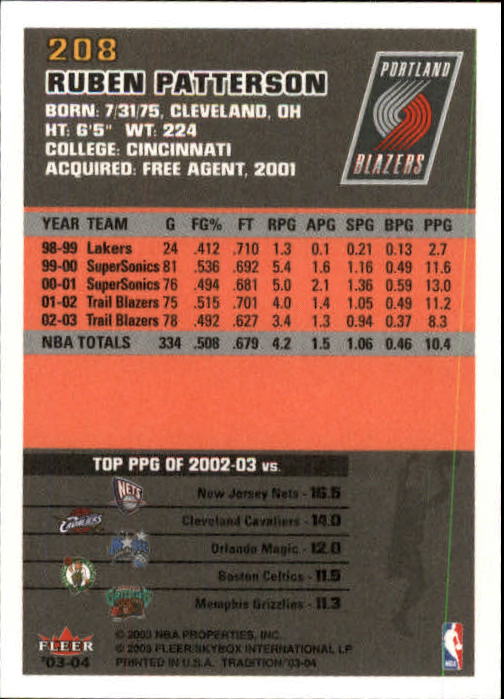 208
RUBEN PATTERSON
BORN: 7/31/75, CLEVELAND, OH
HT: 6'5" WT: 224
COLLEGE: CINCINNATI
ACQUIRED: FREE AGENT, 2001
PORTLAND
BLAZERS
YEAR TEAM G FG% FT RPG APG SPG BPG PPG
98-99 Lakers 24 .412 .710 1.3 0.1 0.21 0.13 2.7
99-00 SuperSonics 81 .536 .692 5.4 1.6 1.16 0.49 11.6
00-01 SuperSonics 76 .494 .681 5.0 2.1 1.36 0.59 13.0
01-02 Trail Blazers 75 .515 .701 4.0 1.4 1.05 0.49 11.2
02-03 Trail Blazers 78 .492 .627 3.4 1.3 0.94 0.37 8.3
NBA TOTALS 334 .508 .679 4.2 1.5 1.06 0.46 10.4
TOP PPG OF 2002-03 vs.
NETS New Jersey Nets - 16.5
CAVALIERS Cleveland Cavaliers - 14.0
Orlando Magic - 12.0
Boston Celtics - 11.5
GRIZZLIES Memphis Grizzlies - 11.3
FLEER
'03-04
© 2003 NBA PROPERTIES, INC.
© 2003 FLEER/SKYBOX INTERNATIONAL LP
PRINTED IN U.S.A. TRADITION '03-04
NBA